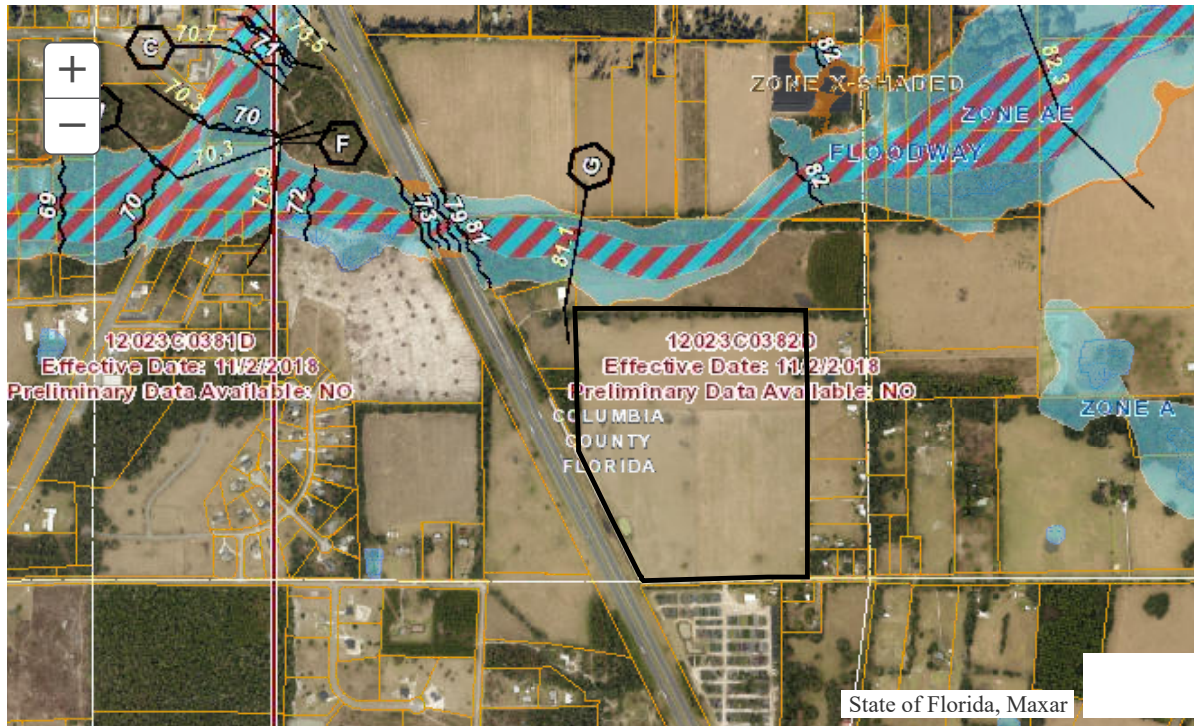 +
−
C
70.7
71
73.5
70.3
70
F
70.3
69
70
71.9
72
73
79
81
G
81.1
82
ZONE X-SHADED
82.3
ZONE AE
FLOODWAY
82
12023C0381D
Effective Date: 11/2/2018
Preliminary Data Available: NO
12023C0382D
Effective Date: 11/2/2018
Preliminary Data Available: NO
COLUMBIA
COUNTY
FLORIDA
ZONE A
State of Florida, Maxar